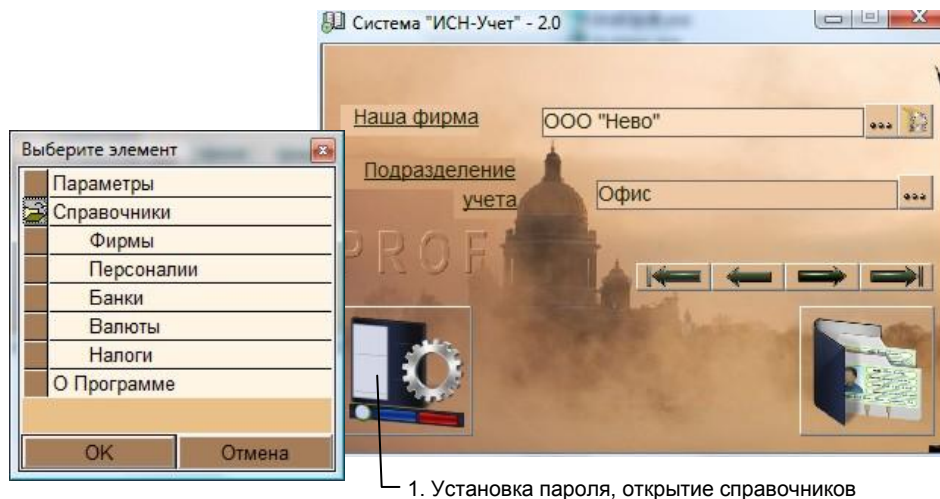 Система "ИСН-Учет" - 2.0
Наша фирма
ООО "Нево"
Подразделение
учета
Офис
PROF
Выберите элемент
Параметры
Справочники
Фирмы
Персоналии
Банки
Валюты
Налоги
О Программе
OK
Отмена
1. Установка пароля, открытие справочников